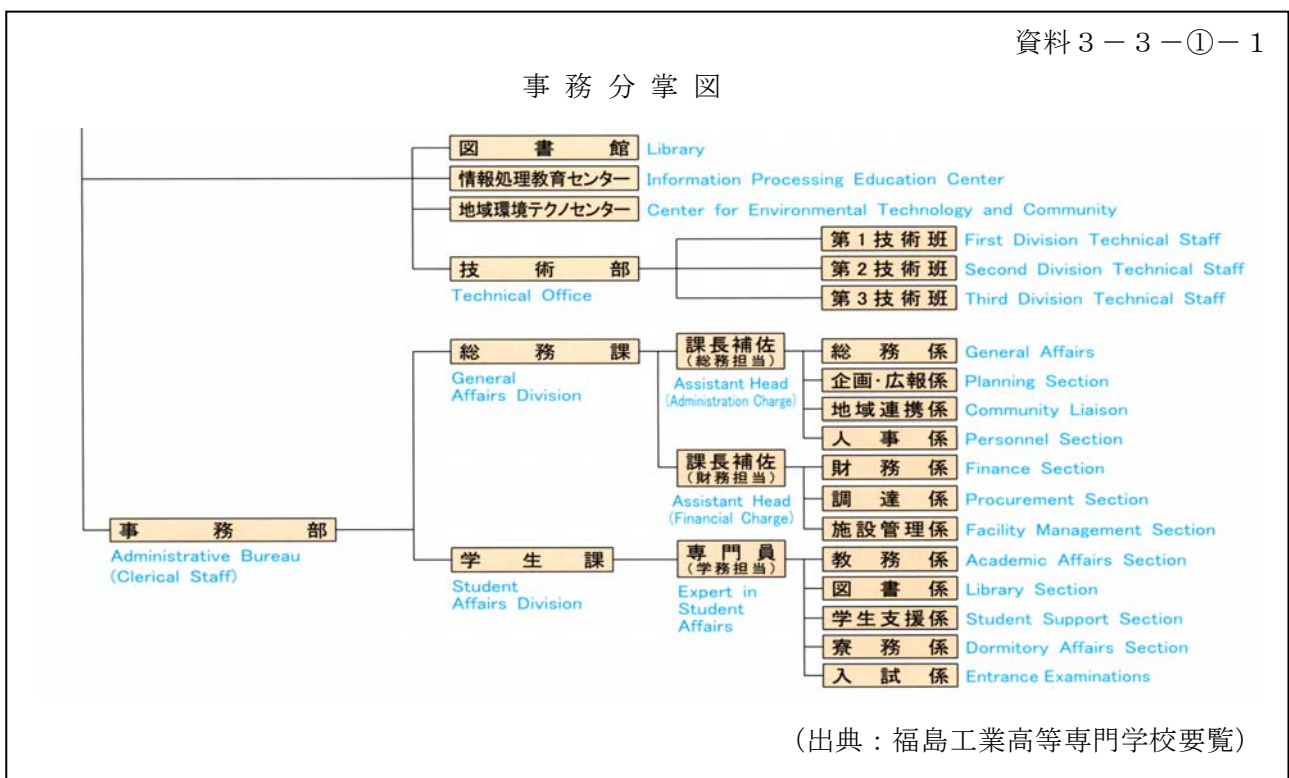 資料3-3-①-1
事務分掌図
図書館 Library
情報処理教育センター Information Processing Education Center
地域環境テクノセンター Center for Environmental Technology and Community
第1技術班 First Division Technical Staff
技術部 第2技術班 Second Division Technical Staff
Technical Office
第3技術班 Third Division Technical Staff
総務課
General
Affairs Division
課長補佐
(総務担当)
Assistant Head
(Administration Charge)
総務係 General Affairs
企画・広報係 Planning Section
地域連携係 Community Liaison
人事係 Personnel Section
課長補佐
(財務担当)
Assistant Head
(Financial Charge)
財務係 Finance Section
調達係 Procurement Section
施設管理係 Facility Management Section
事務部
Administrative Bureau
(Clerical Staff)
学生課
Student
Affairs Division
専門員
(学務担当)
Expert in
Student
Affairs
教務係 Academic Affairs Section
図書係 Library Section
学生支援係 Student Support Section
寮務係 Dormitory Affairs Section
入試係 Entrance Examinations
(出典:福島工業高等専門学校要覧)